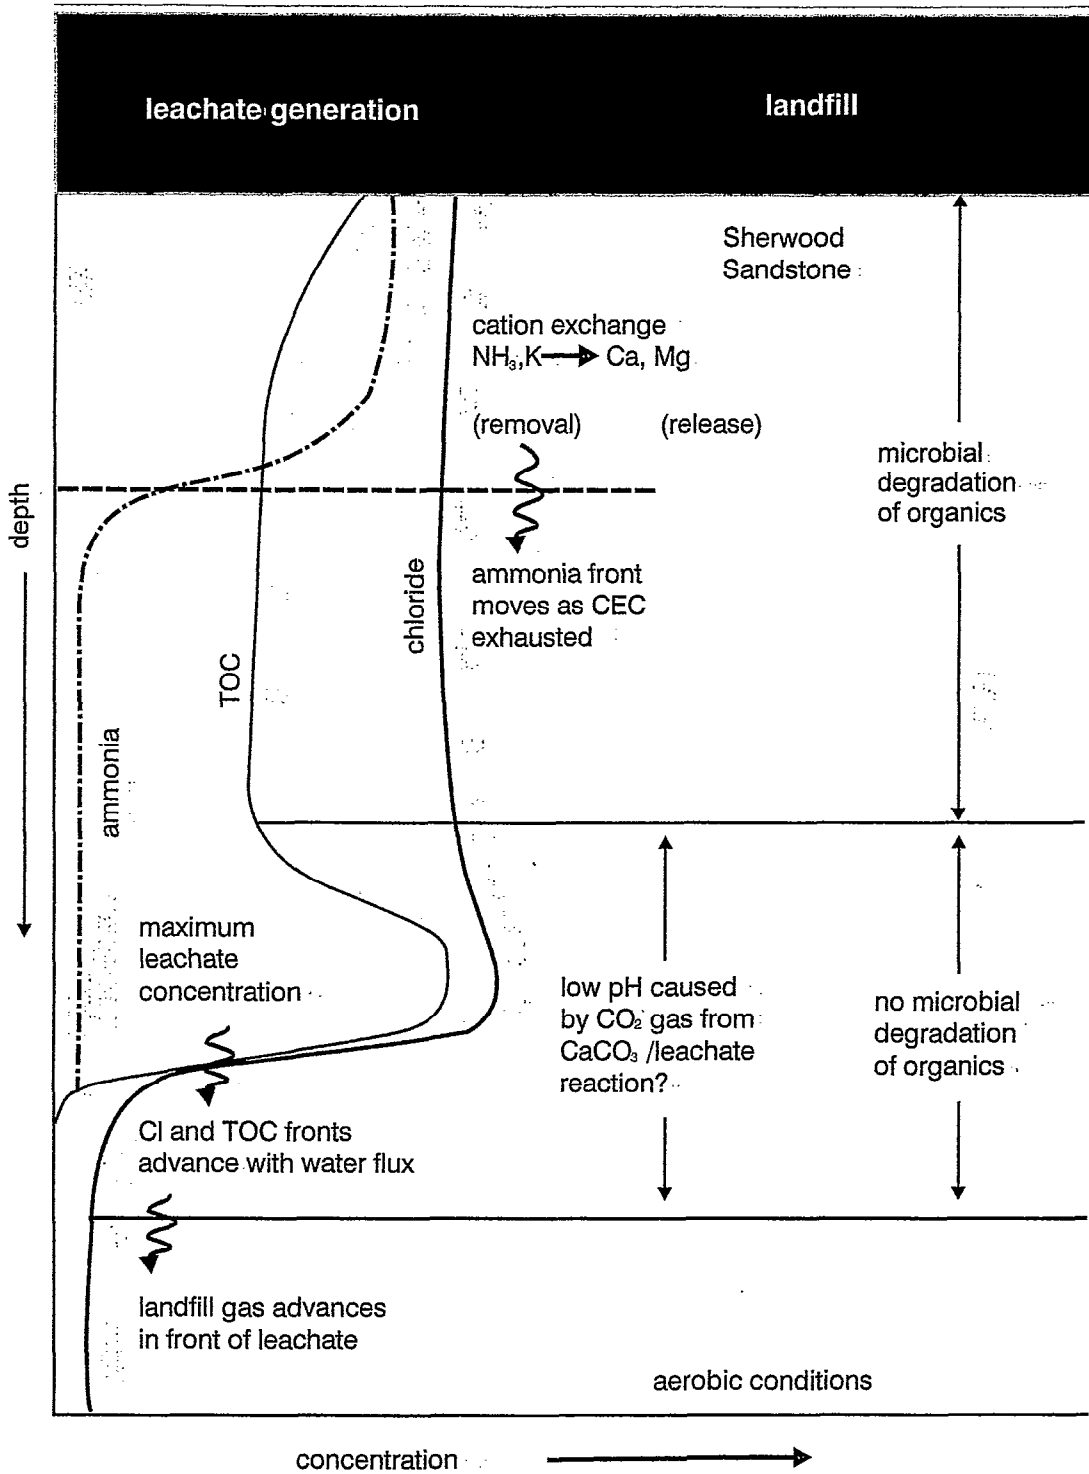 leachate generation
landfill
Sherwood
Sandstone
cation exchange
NH₃,K → Ca, Mg
(removal) (release)
microbial
degradation
of organics
depth
ammonia front
moves as CEC
exhausted
chloride
TOC
ammonia
maximum
leachate
concentration
low pH caused
by CO₂ gas from
CaCO₃ /leachate
reaction?
no microbial
degradation
of organics
Cl and TOC fronts
advance with water flux
landfill gas advances
in front of leachate
aerobic conditions
concentration